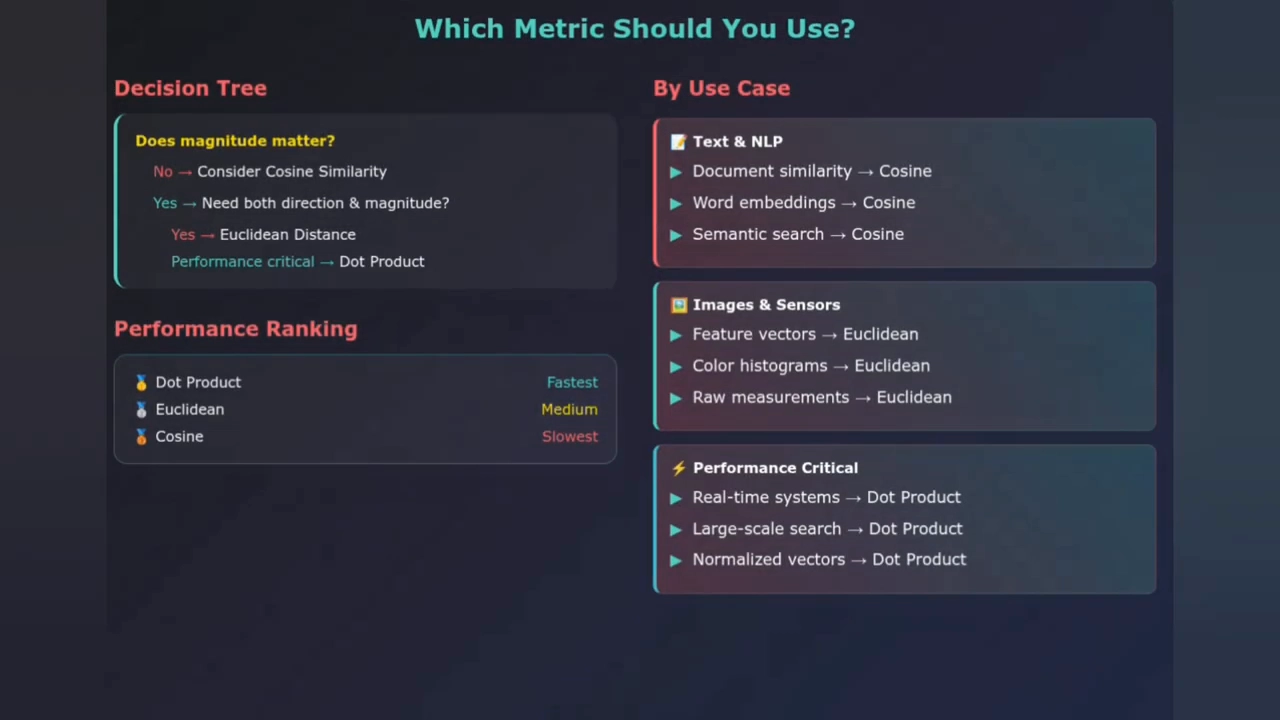 Which Metric Should You Use?
Decision Tree
Does magnitude matter?
No → Consider Cosine Similarity
Yes → Need both direction & magnitude?
Yes → Euclidean Distance
Performance critical → Dot Product
Performance Ranking
🥇 Dot Product Fastest
🥈 Euclidean Medium
🥉 Cosine Slowest
By Use Case
📝 Text & NLP
▶ Document similarity → Cosine
▶ Word embeddings → Cosine
▶ Semantic search → Cosine
🖼️ Images & Sensors
▶ Feature vectors → Euclidean
▶ Color histograms → Euclidean
▶ Raw measurements → Euclidean
⚡ Performance Critical
▶ Real-time systems → Dot Product
▶ Large-scale search → Dot Product
▶ Normalized vectors → Dot Product